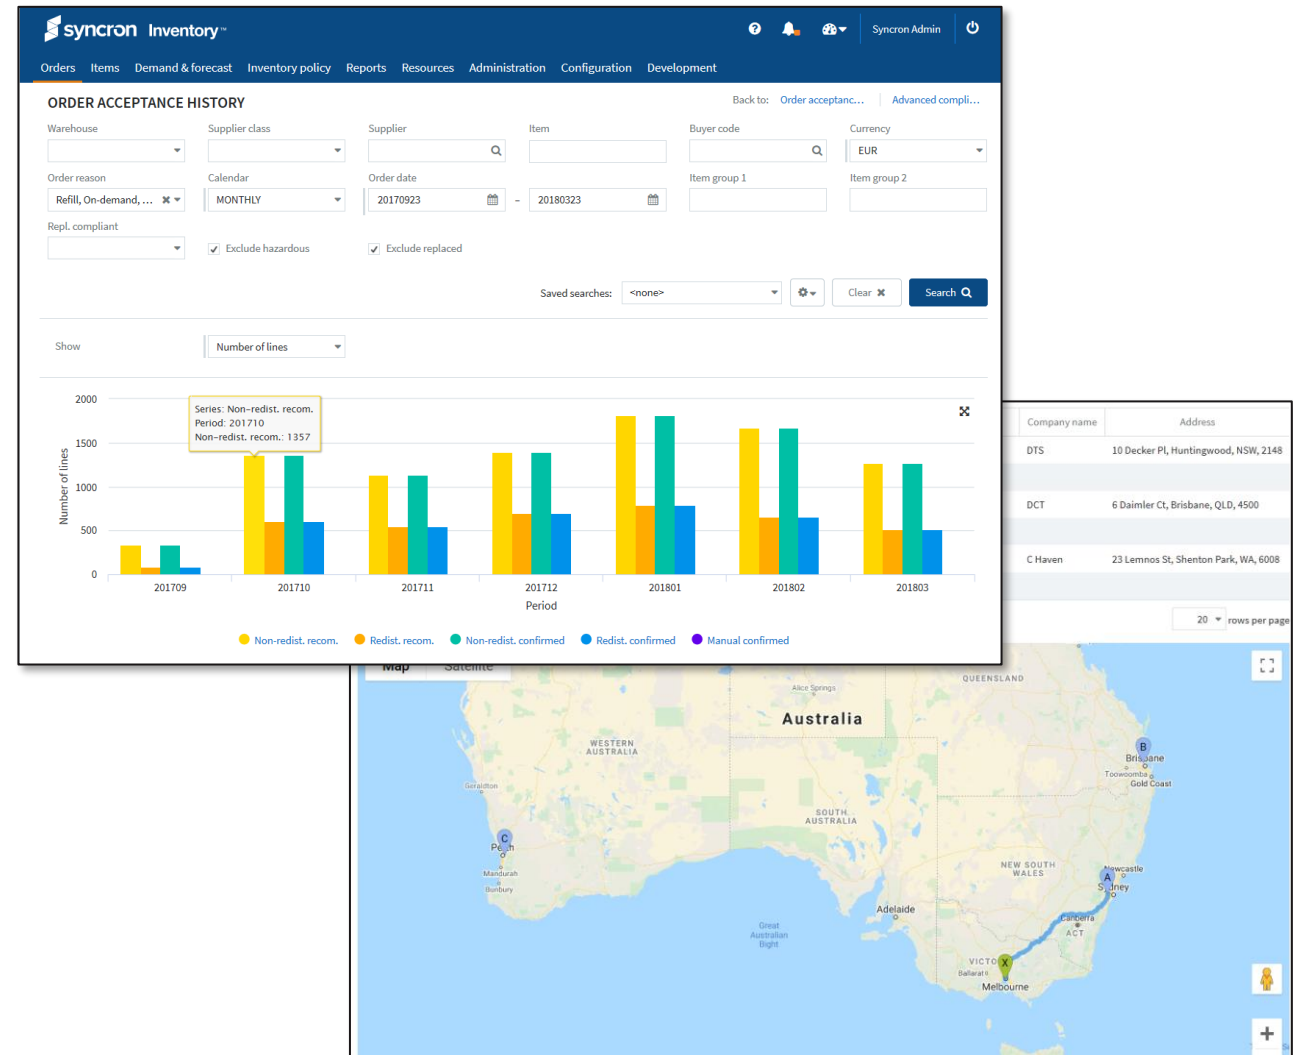 syncron Inventory™
Syncron Admin
Orders Items Demand & forecast Inventory policy Reports Resources Administration Configuration Development
ORDER ACCEPTANCE HISTORY
Back to: Order acceptanc... Advanced compli...
Warehouse Supplier class Supplier Item Buyer code Currency
EUR
Order reason Calendar Order date Item group 1 Item group 2
Refill, On-demand, ... MONTHLY 20170923 – 20180323
Repl. compliant
Exclude hazardous Exclude replaced
Saved searches: <none> Clear Search
Show Number of lines
2000
1500
1000
500
0
Number of lines
Series: Non-redist. recom.
Period: 201710
Non-redist. recom.: 1357
201709 201710 201711 201712 201801 201802 201803
Period
Non-redist. recom. Redist. recom. Non-redist. confirmed Redist. confirmed Manual confirmed
Company name Address
DTS 10 Decker Pl, Huntingwood, NSW, 2148
DCT 6 Daimler Ct, Brisbane, QLD, 4500
C Haven 23 Lemnos St, Shenton Park, WA, 6008
20 rows per page
Map Satellite
QUEENSLAND
Alice Springs
Australia
WESTERN
AUSTRALIA
B
Brisbane
Toowoomba
Gold Coast
Geraldton
SOUTH
AUSTRALIA
C
Perth
Mandurah
Bunbury
NEW SOUTH
WALES
Newcastle
A
Sydney
Adelaide
Canberra
ACT
Great
Australian
Bight
VICTO
X
Ballarat
Melbourne